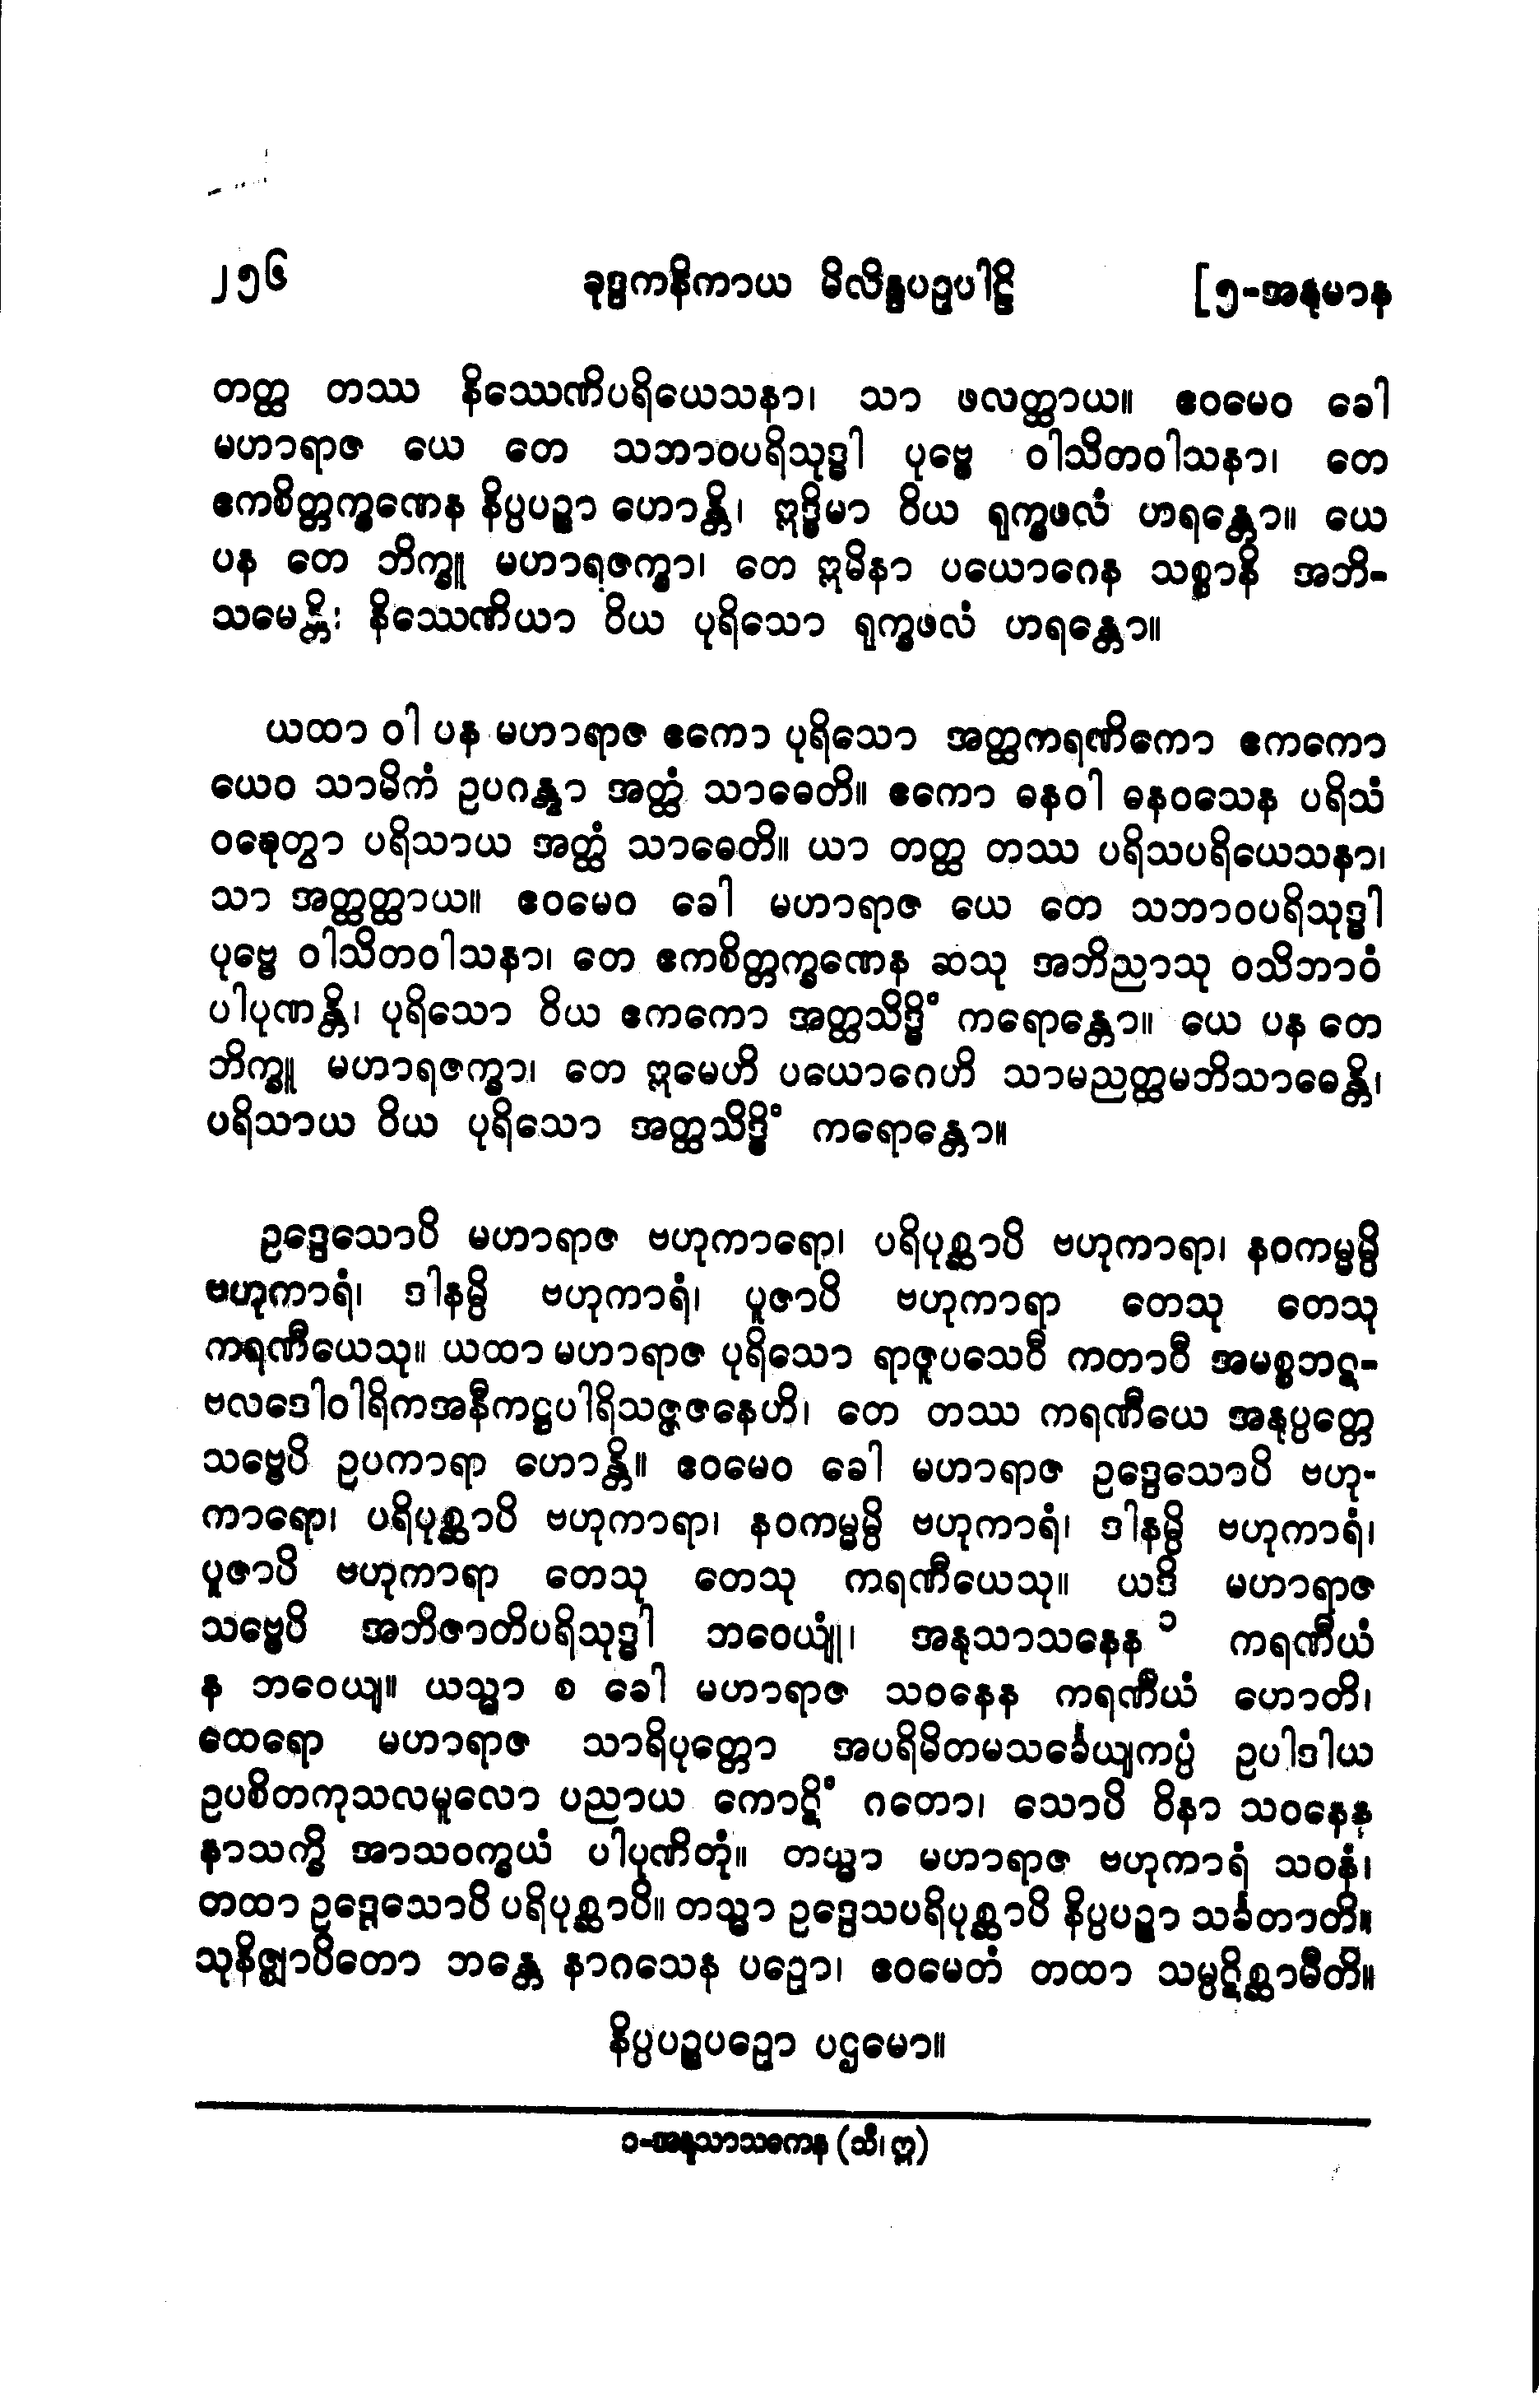 ၂၅၆ ခုဒ္ဒကနိကာယ မိလိန္ဒပဉှပါဠိ [၅-အနုမာန
တတ္ထ တဿ နိဿေဏိပရိယေသနာ၊ သာ ဖလတ္ထာယ။ ဧဝမေဝ ခေါ
မဟာရာဇ ယေ တေ သဘာဝပရိသုဒ္ဓါ ပုဗ္ဗေ ဝါသိတဝါသနာ၊ တေ
ဧကစိတ္တက္ခဏေန နိပ္ပပဉ္စာ ဟောန္တိ၊ ဣဒ္ဓိမာ ဝိယ ရုက္ခဖလံ ဟရန္တော။ ယေ
ပန တေ ဘိက္ခူ မဟာရဇက္ခာ၊ တေ ဣမိနာ ပယောဂေန သစ္စာနိ အဘိ-
သမေန္တိ၊ နိဿေဏိယာ ဝိယ ပုရိသော ရုက္ခဖလံ ဟရန္တော။
ယထာ ဝါ ပန မဟာရာဇ ဧကော ပုရိသော အတ္ထကရဏိကော ဧကကော
ယေဝ သာမိကံ ဥပဂန္တွာ အတ္ထံ သာဓေတိ။ ဧကော ဓနဝါ ဓနဝသေန ပရိသံ
ဝဍ္ဎေတွာ ပရိသာယ အတ္ထံ သာဓေတိ။ ယာ တတ္ထ တဿ ပရိသပရိယေသနာ၊
သာ အတ္ထတ္ထာယ။ ဧဝမေဝ ခေါ မဟာရာဇ ယေ တေ သဘာဝပရိသုဒ္ဓါ
ပုဗ္ဗေ ဝါသိတဝါသနာ၊ တေ ဧကစိတ္တက္ခဏေန ဆသု အဘိညာသု ဝသိဘာဝံ
ပါပုဏန္တိ၊ ပုရိသော ဝိယ ဧကကော အတ္ထသိဒ္ဓိံ ကရောန္တော။ ယေ ပန တေ
ဘိက္ခူ မဟာရဇက္ခာ၊ တေ ဣမေဟိ ပယောဂေဟိ သာမညတ္ထမဘိသာဓေန္တိ၊
ပရိသာယ ဝိယ ပုရိသော အတ္ထသိဒ္ဓိံ ကရောန္တော။
ဥဒ္ဒေသောပိ မဟာရာဇ ဗဟုကာရော၊ ပရိပုစ္ဆာပိ ဗဟုကာရာ၊ နဝကမ္မမ္ပိ
ဗဟုကာရံ၊ ဒါနမ္ပိ ဗဟုကာရံ၊ ပူဇာပိ ဗဟုကာရာ တေသု တေသု
ကရဏီယေသု။ ယထာ မဟာရာဇ ပုရိသော ရာဇူပသေဝီ ကတာဝီ အမစ္စဘဋ-
ဗလဒေါဝါရိကအနီကဋ္ဌပါရိသဇ္ဇဇနေဟိ၊ တေ တဿ ကရဏီယေ အနုပ္ပတ္တေ
သဗ္ဗေပိ ဥပကာရာ ဟောန္တိ။ ဧဝမေဝ ခေါ မဟာရာဇ ဥဒ္ဒေသောပိ ဗဟု-
ကာရော၊ ပရိပုစ္ဆာပိ ဗဟုကာရာ၊ နဝကမ္မမ္ပိ ဗဟုကာရံ၊ ဒါနမ္ပိ ဗဟုကာရံ၊
ပူဇာပိ ဗဟုကာရာ တေသု တေသု ကရဏီယေသု။ ယဒိ မဟာရာဇ
သဗ္ဗေပိ အဘိဇာတိပရိသုဒ္ဓါ ဘဝေယျုံ၊ အနုသာသနေန ၁ ကရဏီယံ
န ဘဝေယျ။ ယသ္မာ စ ခေါ မဟာရာဇ သဝနေန ကရဏီယံ ဟောတိ၊
ထေရော မဟာရာဇ သာရိပုတ္တော အပရိမိတမသင်္ခေယျကပ္ပံ ဥပါဒါယ
ဥပစိတကုသလမူလော ပညာယ ကောဋိံ ဂတော၊ သောပိ ဝိနာ သဝနေန
နာသက္ခိ အာသဝက္ခယံ ပါပုဏိတုံ။ တသ္မာ မဟာရာဇ ဗဟုကာရံ သဝနံ၊
တထာ ဥဒ္ဒေသောပိ ပရိပုစ္ဆာပိ။ တသ္မာ ဥဒ္ဒေသပရိပုစ္ဆာပိ နိပ္ပပဉ္စာ သင်္ခတာတိ။
သုနိဇ္ဈာပိတော ဘန္တေ နာဂသေန ပဉှော၊ ဧဝမေတံ တထာ သမ္ပဋိစ္ဆာမီတိ။
နိပ္ပပဉ္စပဉှော ပဌမော။
၁-အနုသာသကေန (သီ၊ ဣ)